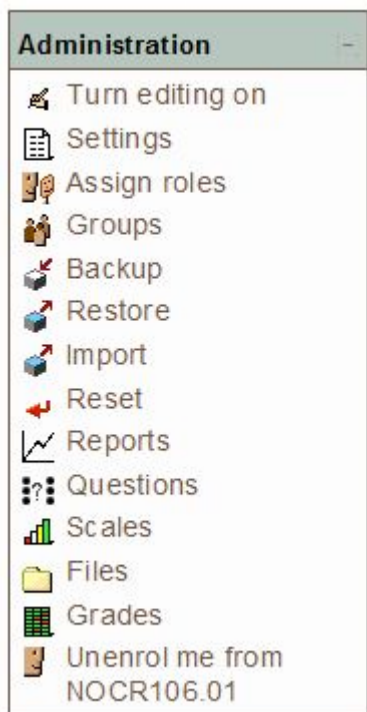 Administration
Turn editing on
Settings
Assign roles
Groups
Backup
Restore
Import
Reset
Reports
Questions
Scales
Files
Grades
Unenrol me from
NOCR106.01